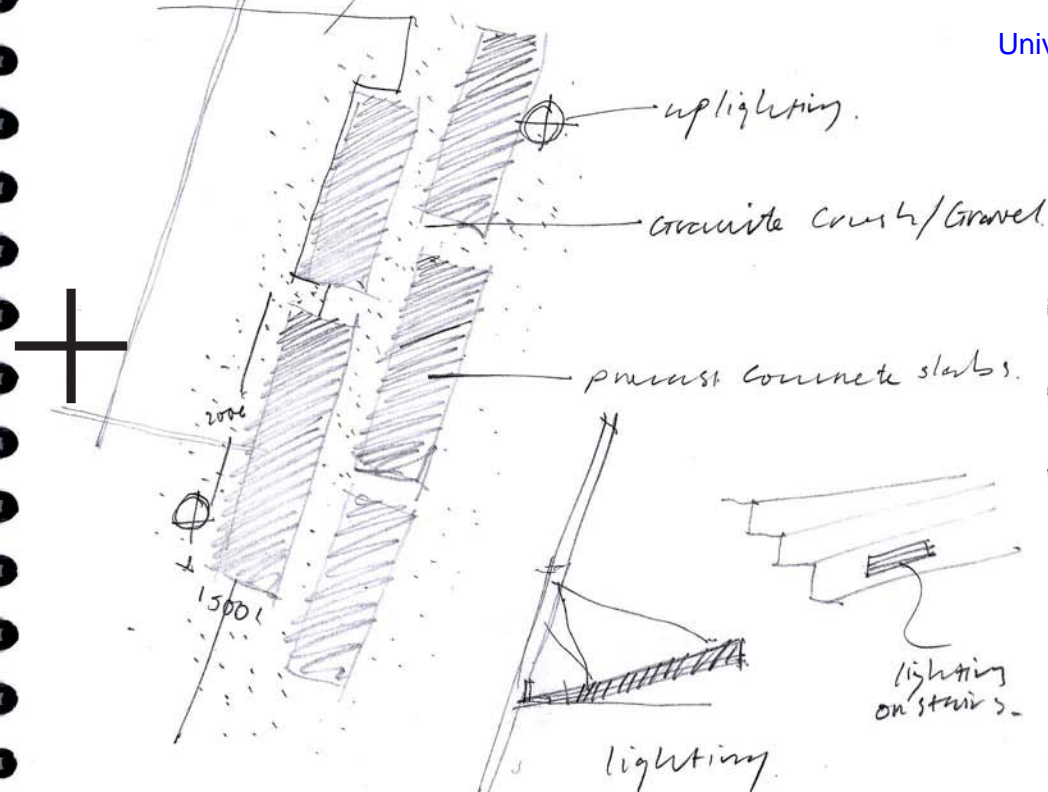 Univ
uplighting.
Granite Crush/Gravel
precast concrete slabs.
2000
1500
lighting
on stairs.
lighting